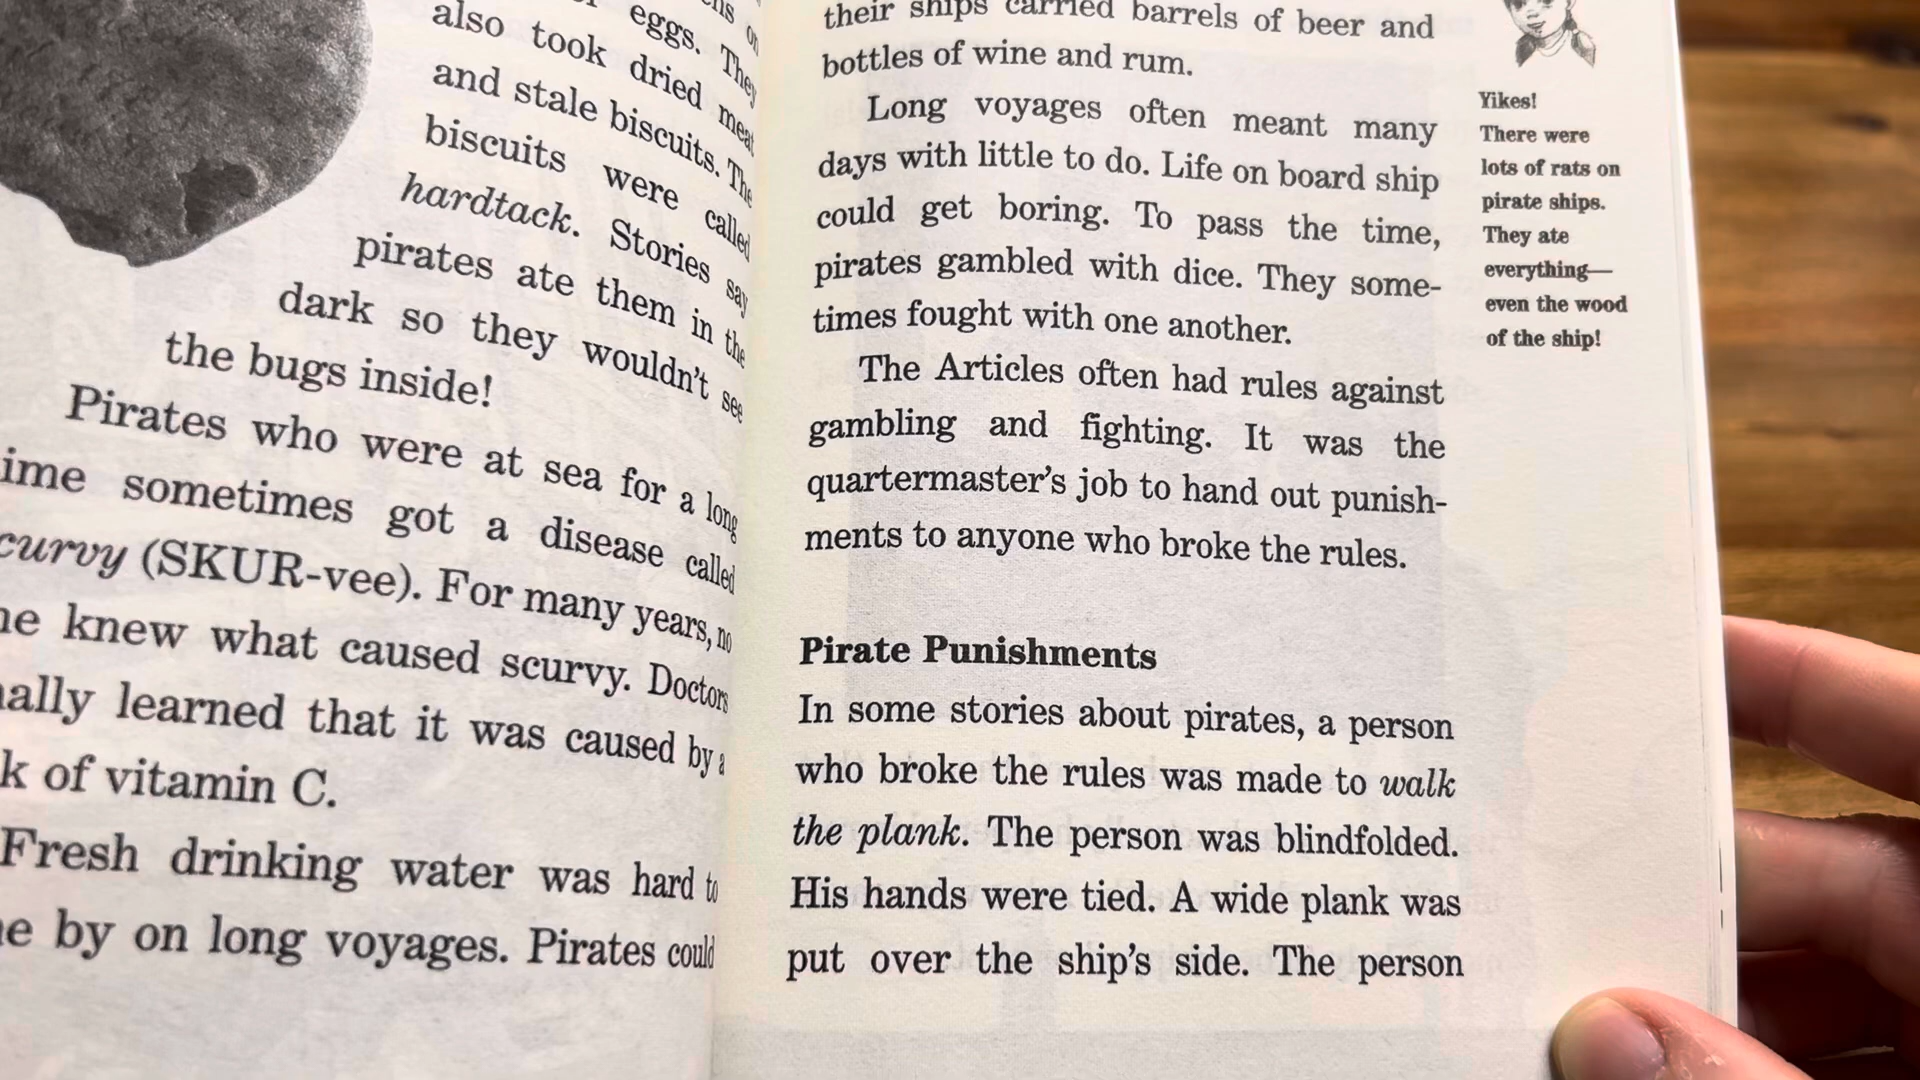 eggs. They
also took dried meat
and stale biscuits. The
biscuits were called
hardtack. Stories say
pirates ate them in the
dark so they wouldn't see
the bugs inside!
Pirates who were at sea for a long
ime sometimes got a disease called
curvy (SKUR-vee). For many years, no
ne knew what caused scurvy. Doctors
nally learned that it was caused by a
k of vitamin C.
Fresh drinking water was hard to
e by on long voyages. Pirates could
their ships carried barrels of beer and
bottles of wine and rum.
Long voyages often meant many
days with little to do. Life on board ship
could get boring. To pass the time,
pirates gambled with dice. They some-
times fought with one another.
The Articles often had rules against
gambling and fighting. It was the
quartermaster's job to hand out punish-
ments to anyone who broke the rules.
Pirate Punishments
In some stories about pirates, a person
who broke the rules was made to walk
the plank. The person was blindfolded.
His hands were tied. A wide plank was
put over the ship's side. The person
Yikes!
There were
lots of rats on
pirate ships.
They ate
everything—
even the wood
of the ship!